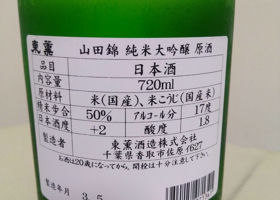 東薫 山田錦 純米大吟醸 原酒
品目 日本酒
内容量 720ml
原材料 米(国産)、米こうじ(国産)
精米歩合 50% アルコール分 17度
日本酒度 +2 酸度 1.8
製造者 東薫酒造株式会社
千葉県香取市佐原イ627
お酒は20歳になってから。開栓は十分注意して下さい。
製造年月 3.5